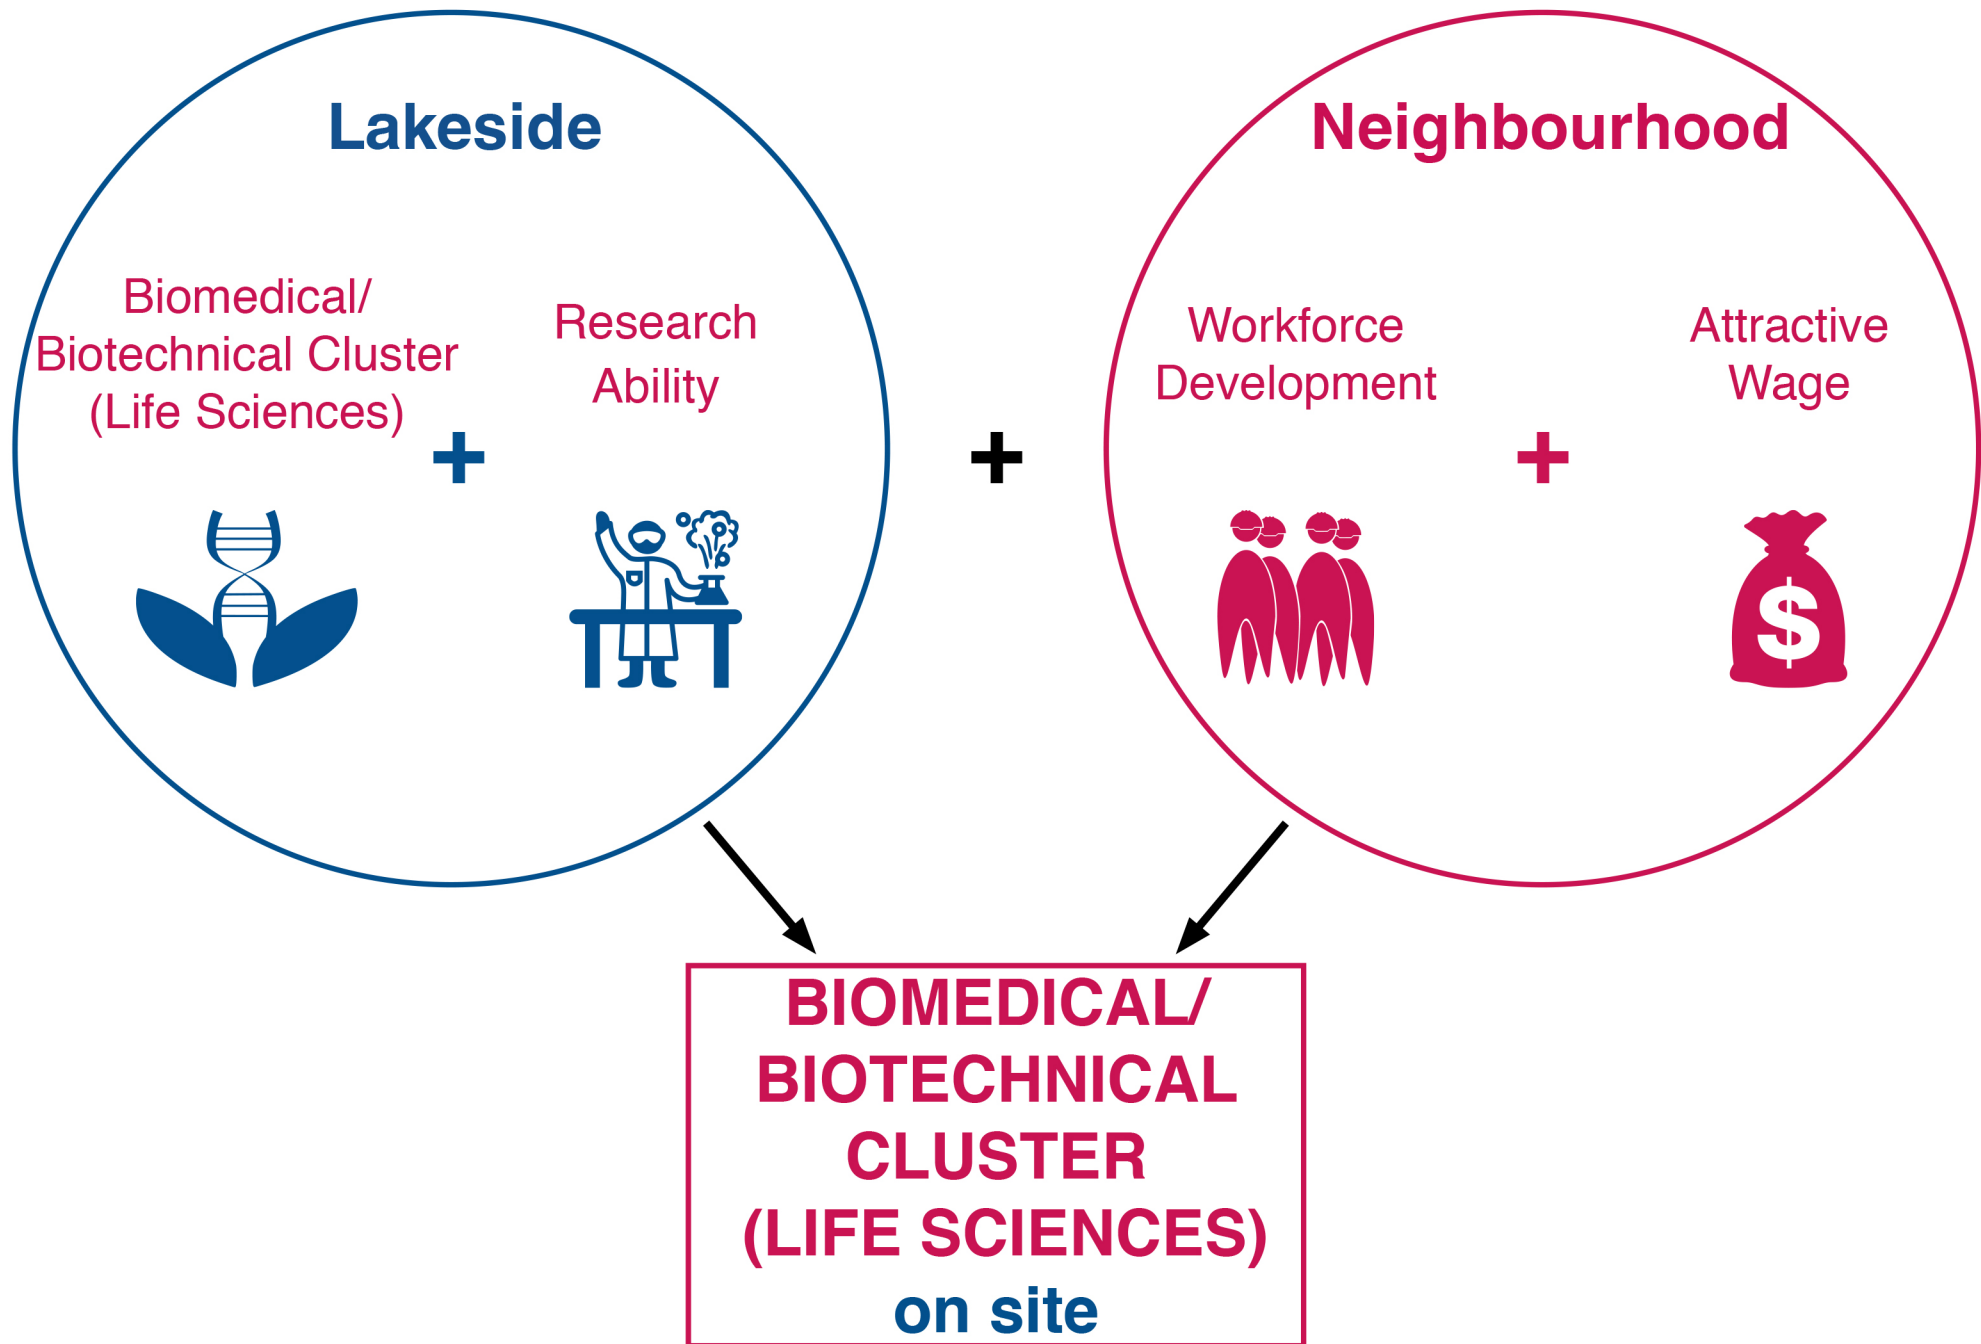 Lakeside
Biomedical/
Biotechnical Cluster
(Life Sciences)
+
Research
Ability
+
Neighbourhood
Workforce
Development
+
Attractive
Wage
$
BIOMEDICAL/
BIOTECHNICAL
CLUSTER
(LIFE SCIENCES)
on site